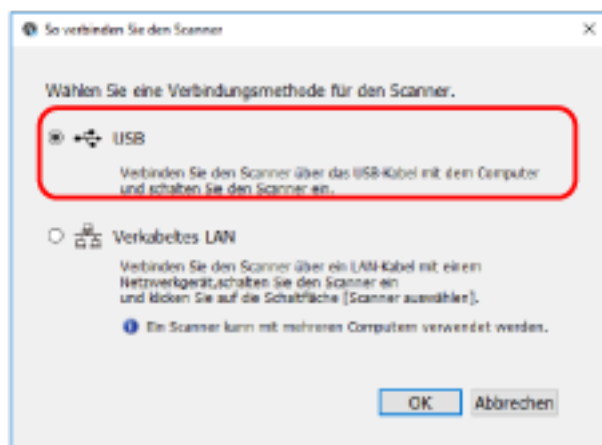 So verbinden Sie den Scanner
Wählen Sie eine Verbindungsmethode für den Scanner.
USB
Verbinden Sie den Scanner über das USB-Kabel mit dem Computer
und schalten Sie den Scanner ein.
Verkabeltes LAN
Verbinden Sie den Scanner über ein LAN-Kabel mit einem
Netzwerkgerät,schalten Sie den Scanner ein
und klicken Sie auf die Schaltfläche [Scanner auswählen].
Ein Scanner kann mit mehreren Computern verwendet werden.
OK
Abbrechen